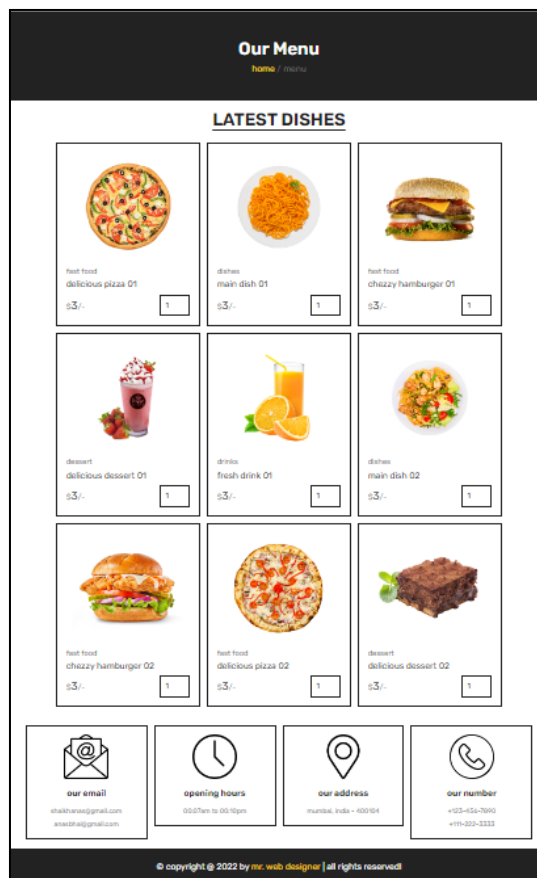 Our Menu
home / menu
LATEST DISHES
fast food
delicious pizza 01
$3/-
1
dishes
main dish 01
$3/-
1
fast food
chezzy hamburger 01
$3/-
1
dessert
delicious dessert 01
$3/-
1
drinks
fresh drink 01
$3/-
1
dishes
main dish 02
$3/-
1
fast food
chezzy hamburger 02
$3/-
1
fast food
delicious pizza 02
$3/-
1
dessert
delicious dessert 02
$3/-
1
@
our email
shaikhanas@gmail.com
anasbhai@gmail.com
opening hours
00:07am to 00:10pm
our address
mumbai, india - 400104
our number
+123-456-7890
+111-222-3333
© copyright @ 2022 by mr. web designer | all rights reserved!